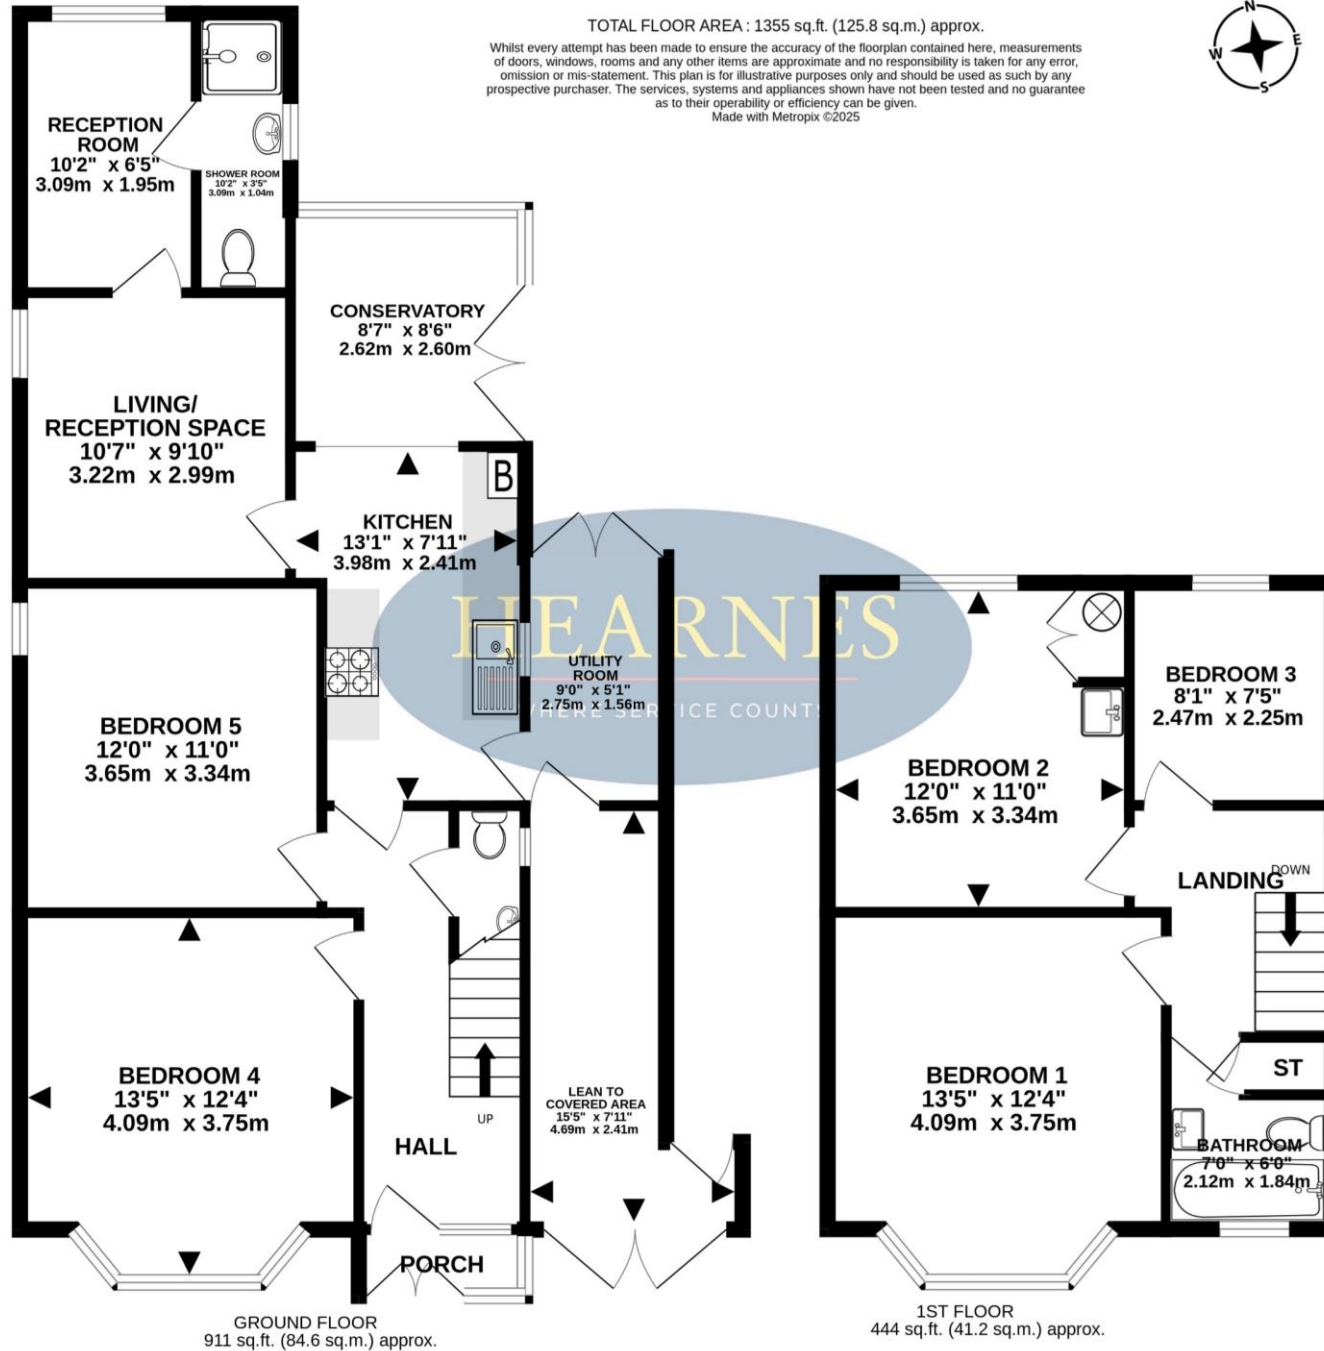 TOTAL FLOOR AREA : 1355 sq.ft. (125.8 sq.m.) approx.
Whilst every attempt has been made to ensure the accuracy of the floorplan contained here, measurements
of doors, windows, rooms and any other items are approximate and no responsibility is taken for any error,
omission or mis-statement. This plan is for illustrative purposes only and should be used as such by any
prospective purchaser. The services, systems and appliances shown have not been tested and no guarantee
as to their operability or efficiency can be given.
Made with Metropix ©2025
N
W
E
S
RECEPTION
ROOM
10'2" x 6'5"
3.09m x 1.95m
SHOWER ROOM
10'2" x 3'5"
3.09m x 1.04m
CONSERVATORY
8'7" x 8'6"
2.62m x 2.60m
LIVING/
RECEPTION SPACE
10'7" x 9'10"
3.22m x 2.99m
B
KITCHEN
13'1" x 7'11"
3.98m x 2.41m
HEARNES
WHERE SERVICE COUNTS
UTILITY
ROOM
9'0" x 5'1"
2.75m x 1.56m
BEDROOM 5
12'0" x 11'0"
3.65m x 3.34m
BEDROOM 4
13'5" x 12'4"
4.09m x 3.75m
UP
HALL
LEAN TO
COVERED AREA
15'5" x 7'11"
4.69m x 2.41m
PORCH
GROUND FLOOR
911 sq.ft. (84.6 sq.m.) approx.
BEDROOM 3
8'1" x 7'5"
2.47m x 2.25m
BEDROOM 2
12'0" x 11'0"
3.65m x 3.34m
DOWN
LANDING
BEDROOM 1
13'5" x 12'4"
4.09m x 3.75m
ST
BATHROOM
7'0" x 6'0"
2.12m x 1.84m
1ST FLOOR
444 sq.ft. (41.2 sq.m.) approx.